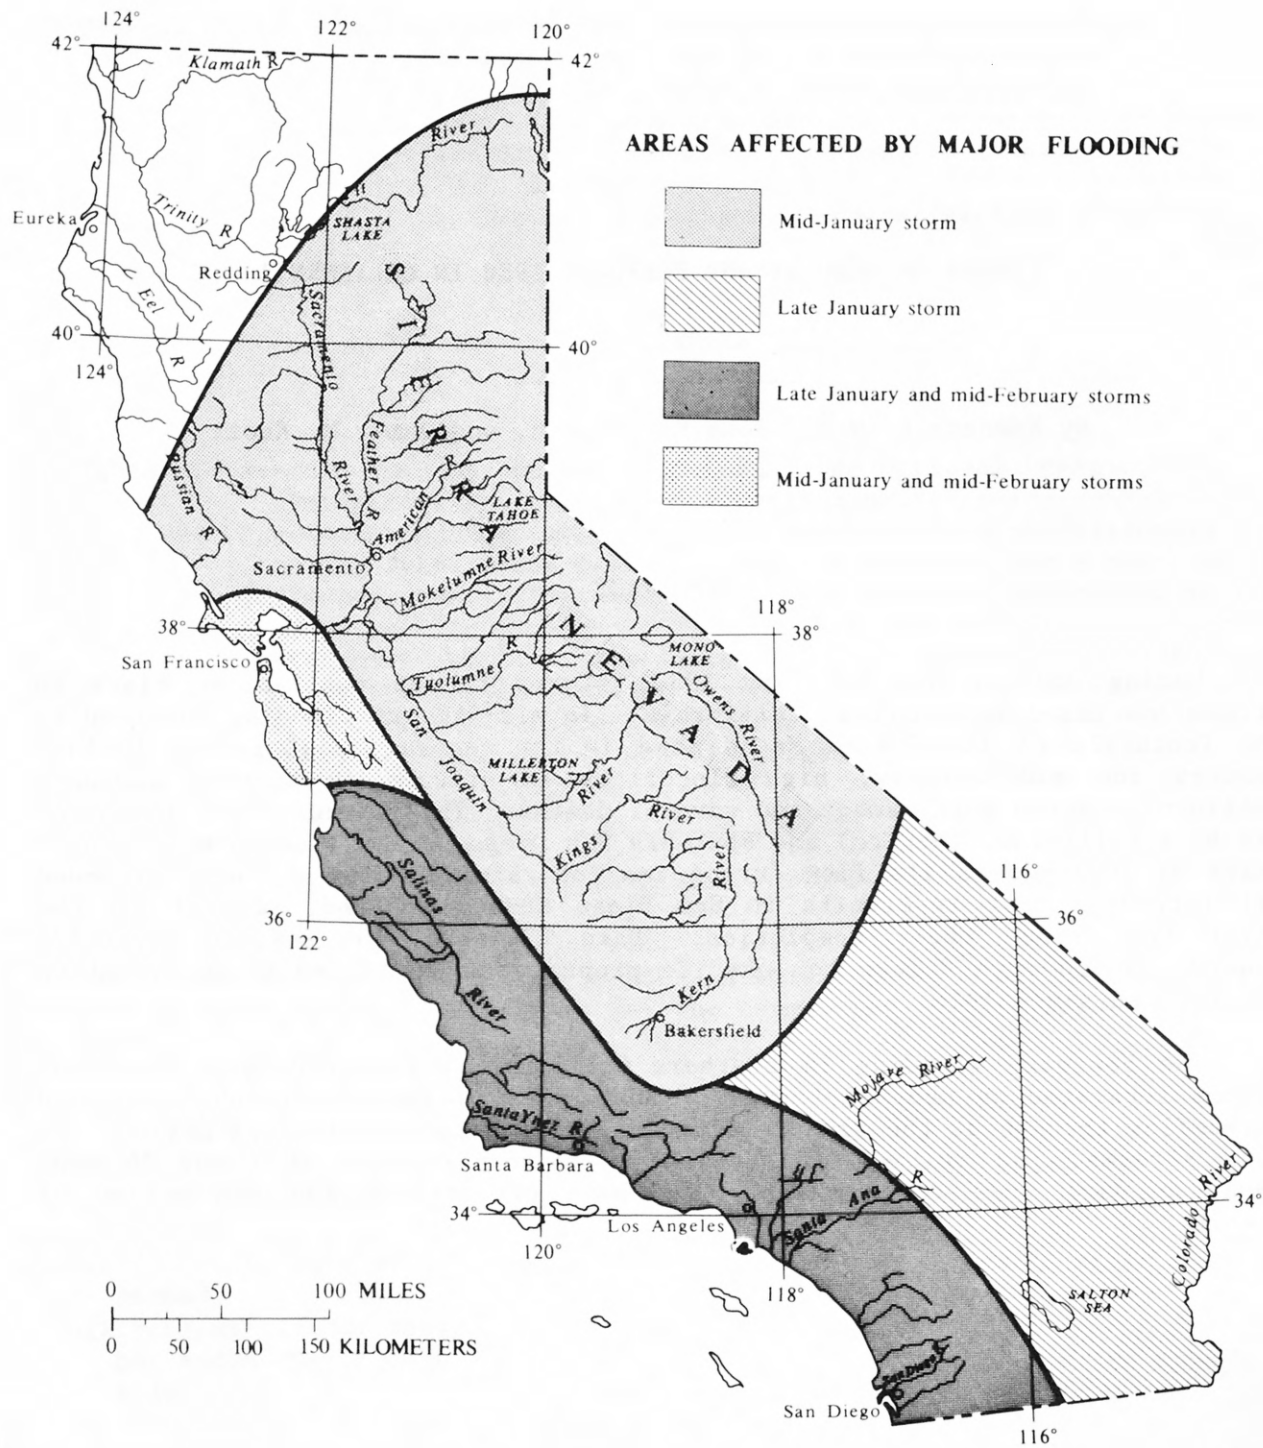 124°
122°
120°
42°
42°
Klamath R
River
Pit
AREAS AFFECTED BY MAJOR FLOODING
Mid-January storm
Late January storm
Late January and mid-February storms
Mid-January and mid-February storms
Eureka
Trinity R
SHASTA
LAKE
Redding
Eel
R
Sacramento
River
40°
40°
124°
SIERRA
NEVADA
Feather
R
Russian
R
American
R
LAKE
TAHOE
Sacramento
Mokelumne River
118°
38°
38°
MONO
LAKE
San Francisco
Tuolumne
R
Owens River
San
Joaquin
River
MILLERTON
LAKE
Kings
River
River
Salinas
River
116°
36°
36°
122°
Kern
Bakersfield
Mojave River
Santa Ynez R
Santa Barbara
Santa Ana
R
Los Angeles
34°
34°
120°
118°
Colorado
River
SALTON
SEA
0 50 100 MILES
0 50 100 150 KILOMETERS
San Diego R
San Diego
116°